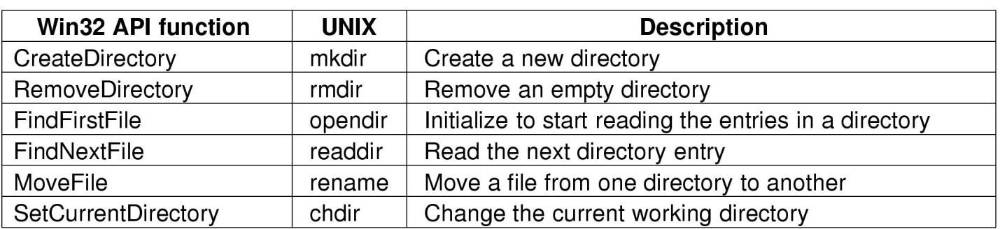 Win32 API function UNIX Description
CreateDirectory mkdir Create a new directory
RemoveDirectory rmdir Remove an empty directory
FindFirstFile opendir Initialize to start reading the entries in a directory
FindNextFile readdir Read the next directory entry
MoveFile rename Move a file from one directory to another
SetCurrentDirectory chdir Change the current working directory